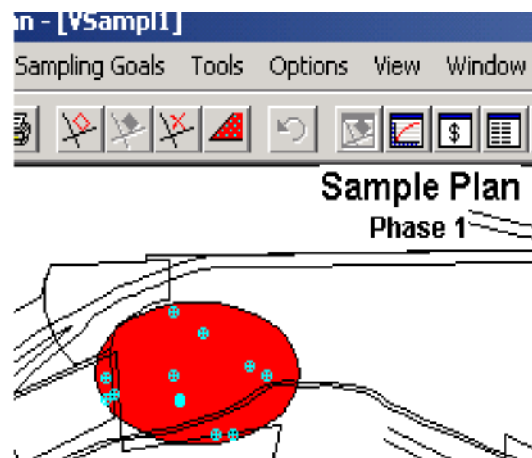 n - [VSampl1]
Sampling Goals Tools Options View Window
$
Sample Plan
Phase 1